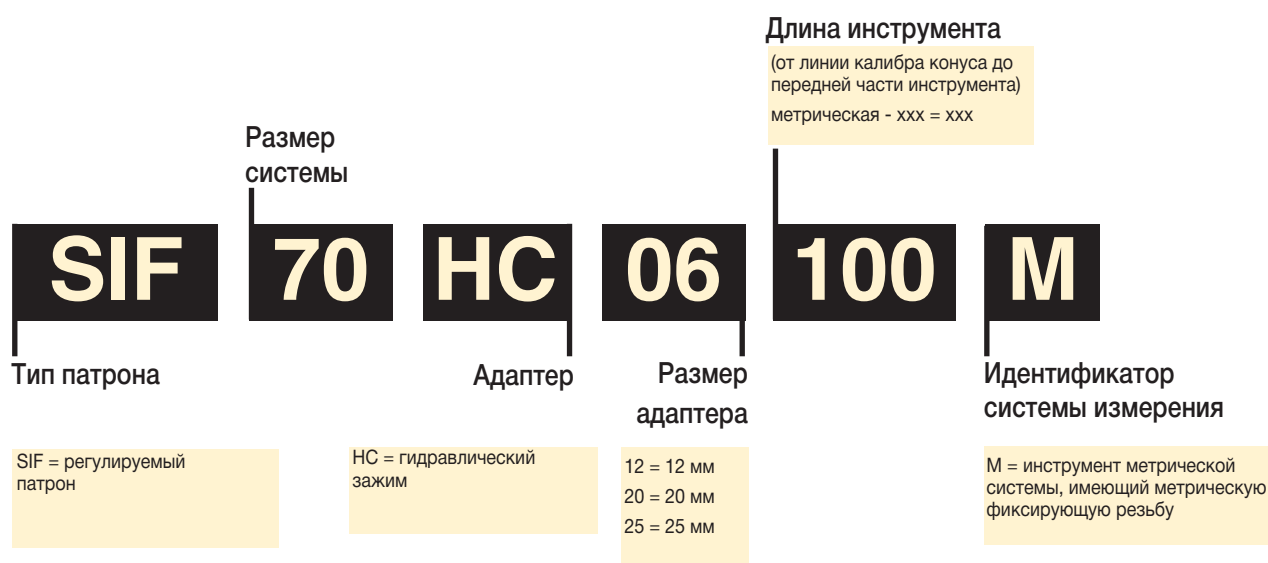 Длина инструмента
(от линии калибра конуса до
передней части инструмента)
метрическая - xxx = xxx
Размер
системы
SIF 70 HC 06 100 M
Тип патрона
Адаптер
Размер
адаптера
Идентификатор
системы измерения
SIF = регулируемый
патрон
HC = гидравлический
зажим
12 = 12 мм
20 = 20 мм
25 = 25 мм
M = инструмент метрической
системы, имеющий метрическую
фиксирующую резьбу